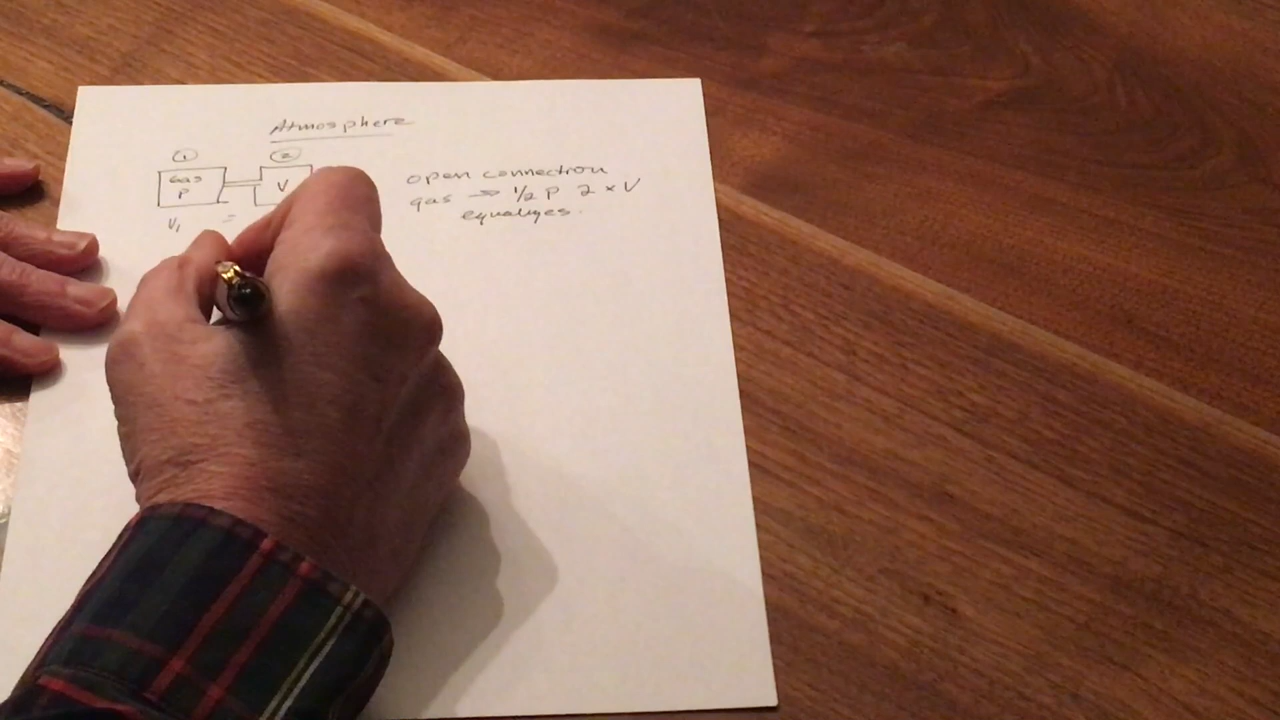 Atmosphere
① ②
Gas
P V
V₁ =
open connection
gas → ½ P 2 × V
equalizes.